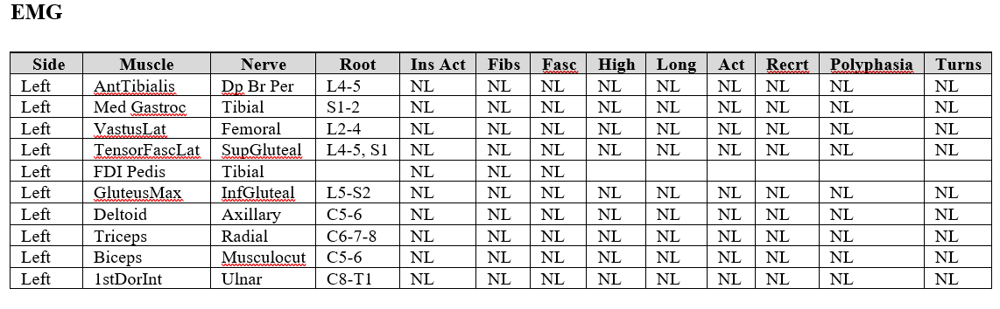 EMG
Side Muscle Nerve Root Ins Act Fibs Fasc High Long Act Recrt Polyphasia Turns
Left AntTibialis Dp Br Per L4-5 NL NL NL NL NL NL NL NL NL
Left Med Gastroc Tibial S1-2 NL NL NL NL NL NL NL NL NL
Left VastusLat Femoral L2-4 NL NL NL NL NL NL NL NL NL
Left TensorFascLat SupGluteal L4-5, S1 NL NL NL NL NL NL NL NL NL
Left FDI Pedis Tibial NL NL NL
Left GluteusMax InfGluteal L5-S2 NL NL NL NL NL NL NL NL NL
Left Deltoid Axillary C5-6 NL NL NL NL NL NL NL NL NL
Left Triceps Radial C6-7-8 NL NL NL NL NL NL NL NL NL
Left Biceps Musculocut C5-6 NL NL NL NL NL NL NL NL NL
Left 1stDorInt Ulnar C8-T1 NL NL NL NL NL NL NL NL NL